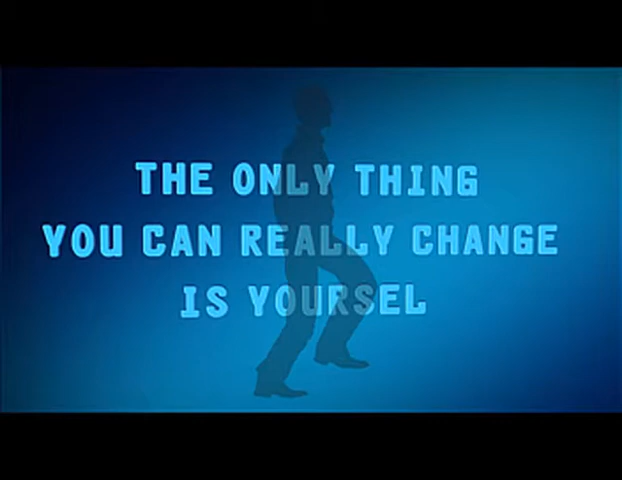 THE ONLY THING
YOU CAN REALLY CHANGE
IS YOURSEL